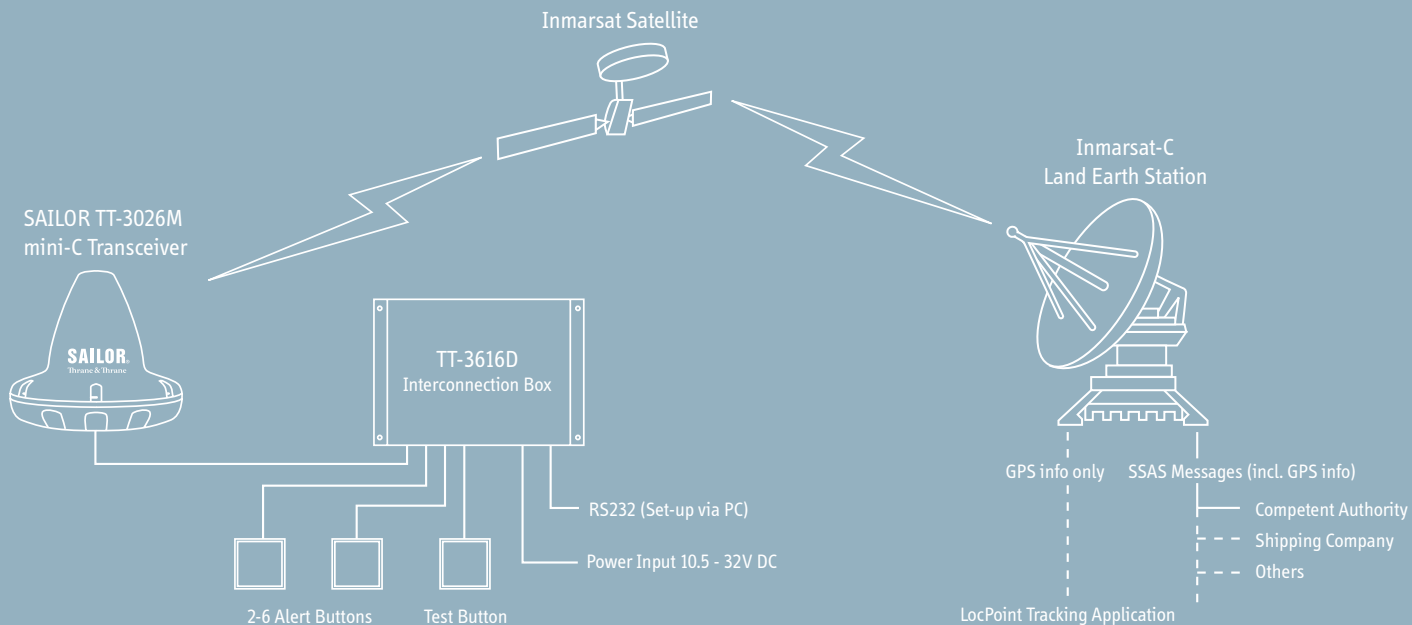 Inmarsat Satellite
Inmarsat-C
Land Earth Station
SAILOR TT-3026M
mini-C Transceiver
SAILOR®
Thrane & Thrane
TT-3616D
Interconnection Box
GPS info only
SSAS Messages (incl. GPS info)
RS232 (Set-up via PC)
Competent Authority
Shipping Company
Power Input 10.5 - 32V DC
Others
2-6 Alert Buttons
Test Button
LocPoint Tracking Application